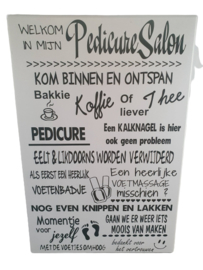 WELKOM
IN MIJN Pedicure Salon
KOM BINNEN EN ONTSPAN
Bakkie Koffie Of Thee
liever
PEDICURE Een KALKNAGEL is hier
ook geen probleem
EELT & LIKDOORNS WORDEN VERWIJDERD
ALS EERST EEN HEERLIJK Een heerlijke
VOETENBADJE VOETMASSAGE
misschien ?
NOG EVEN KNIPPEN EN LAKKEN
Momentje GAAN WE ER WEER IETS
voor MOOIS VAN MAKEN
jezelf
MET DE VOETJES OMHOOG bedankt voor
het vertrouwen